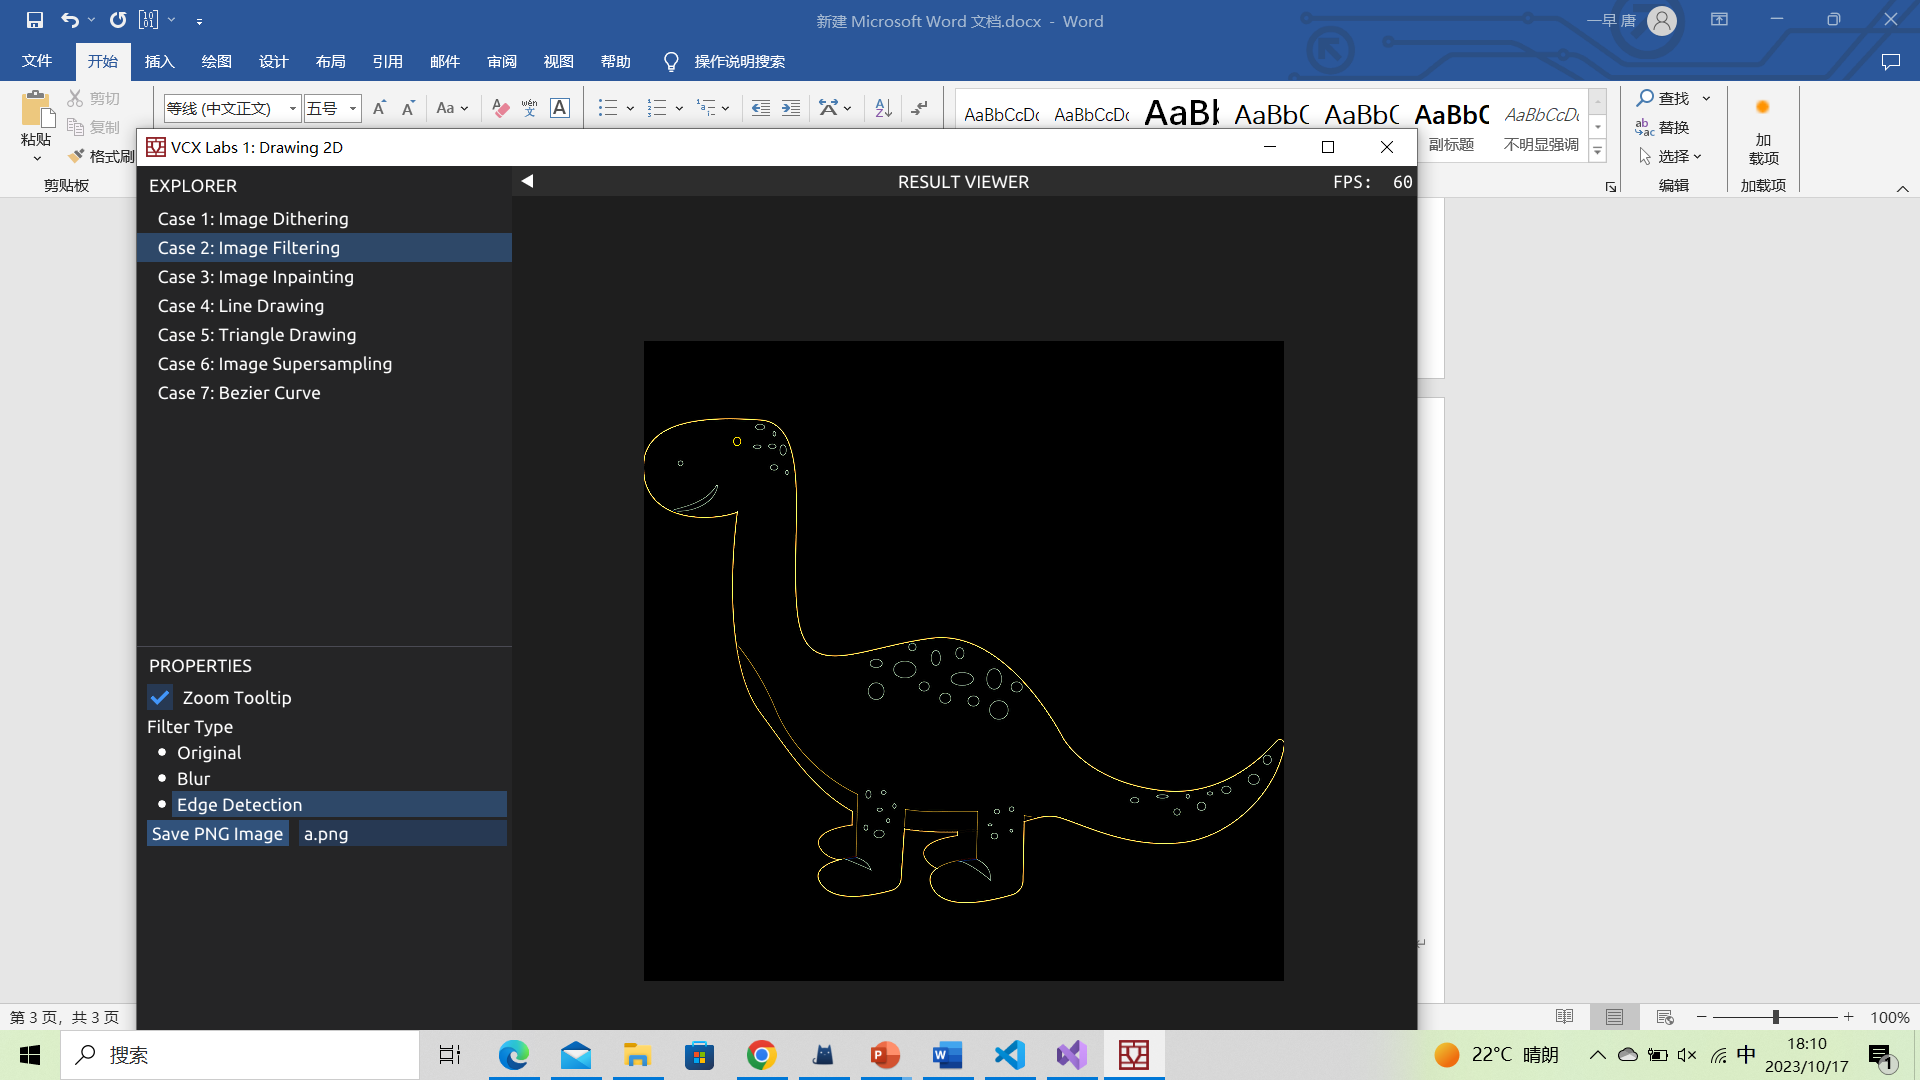 新建 Microsoft Word 文档.docx - Word
一早 唐
文件 开始 插入 绘图 设计 布局 引用 邮件 审阅 视图 帮助 操作说明搜索
粘贴
剪切
复制
格式刷
剪贴板
等线 (中文正文) 五号
Aa
wén
文
A
AaBbCcDc AaBbCcDc AaBb AaBbC AaBbC AaBbC AaBbCcDc
副标题 不明显强调
查找
替换
选择
编辑
加
载项
加载项
VCX Labs 1: Drawing 2D
EXPLORER
Case 1: Image Dithering
Case 2: Image Filtering
Case 3: Image Inpainting
Case 4: Line Drawing
Case 5: Triangle Drawing
Case 6: Image Supersampling
Case 7: Bezier Curve
RESULT VIEWER
FPS: 60
PROPERTIES
Zoom Tooltip
Filter Type
Original
Blur
Edge Detection
Save PNG Image a.png
第 3 页，共 3 页
100%
搜索
22°C 晴朗
中
18:10
2023/10/17
1